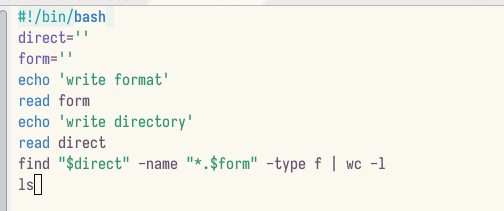 #!/bin/bash
direct=''
form=''
echo 'write format'
read form
echo 'write directory'
read direct
find "$direct" -name "*.$form" -type f | wc -l
ls